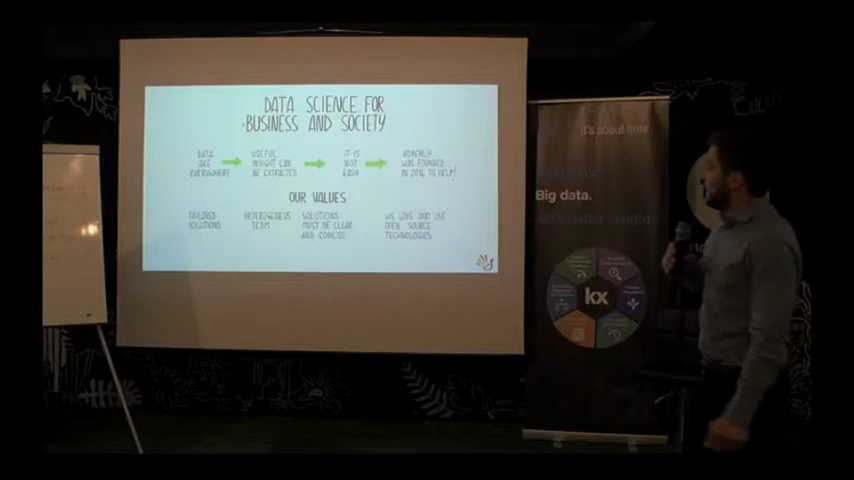 DATA SCIENCE FOR
BUSINESS AND SOCIETY
DATA
ARE
EVERYWHERE
USEFUL
INSIGHT CAN
BE EXTRACTED
IT IS
NOT
EASY
WAS FOUNDED
IN 2016 TO HELP!
OUR VALUES
TAILORED
SOLUTIONS
HETEROGENEUS
TEAM
SOLUTIONS
MUST BE CLEAR
AND CONCISE
WE LOVE AND USE
OPEN SOURCE
TECHNOLOGIES
it's about time
Big data.
kx